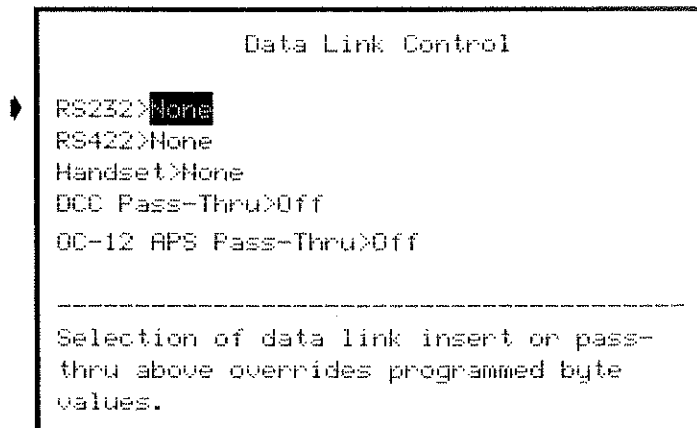 Data Link Control
RS232>None
RS422>None
Handset>None
DCC Pass-Thru>Off
OC-12 APS Pass-Thru>Off
Selection of data link insert or pass-
thru above overrides programmed byte
values.